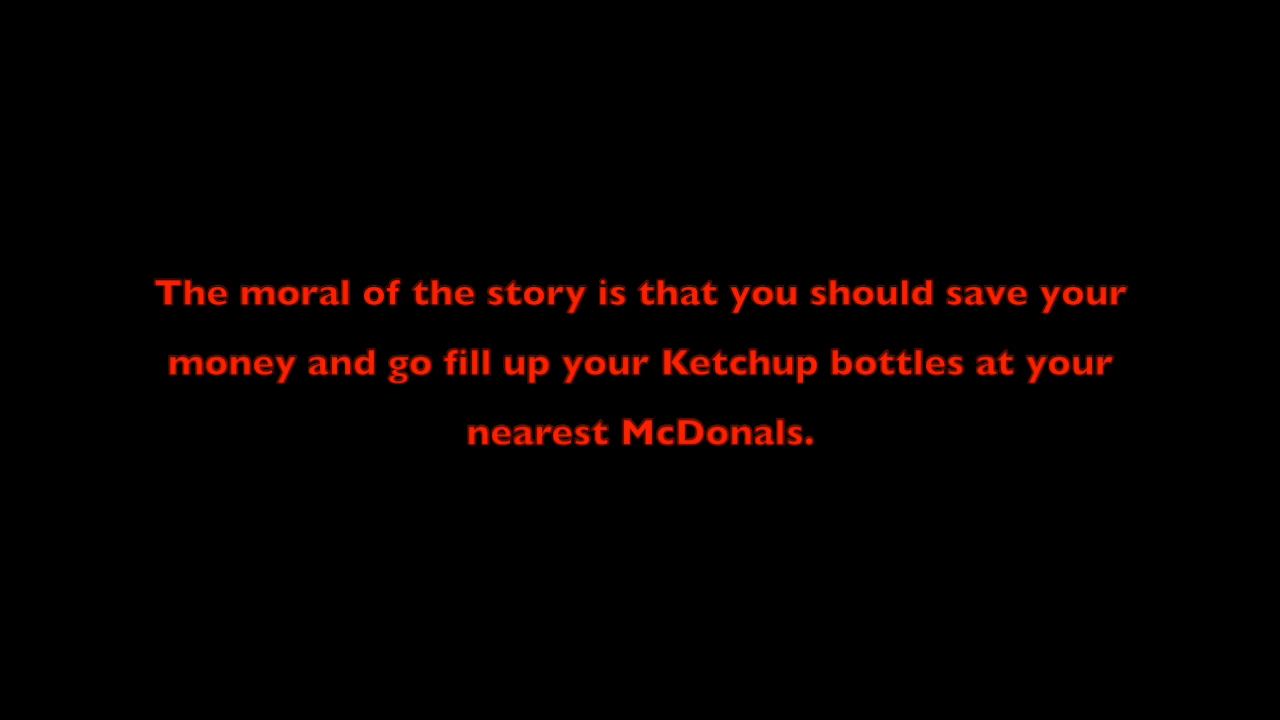 The moral of the story is that you should save your
money and go fill up your Ketchup bottles at your
nearest McDonals.